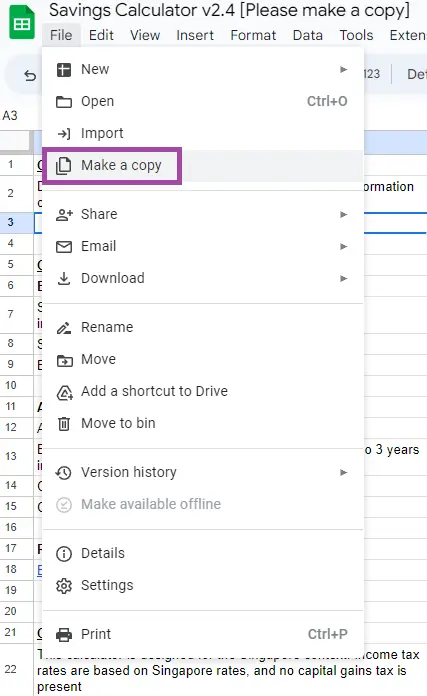 Savings Calculator v2.4 [Please make a copy]
File Edit View Insert Format Data Tools Exten
123 Def
A3
New
Open Ctrl+O
Import
Make a copy
Share
Email
Download
Rename
Move
Add a shortcut to Drive
Move to bin
Version history
Make available offline
Details
Settings
Print Ctrl+P
1
2 ormation
3
4
5
6
7
8
9
10
11
12
13 o 3 years
14
15
16
17
18
19
20
21
22 rates are based on Singapore rates, and no capital gains tax is
present